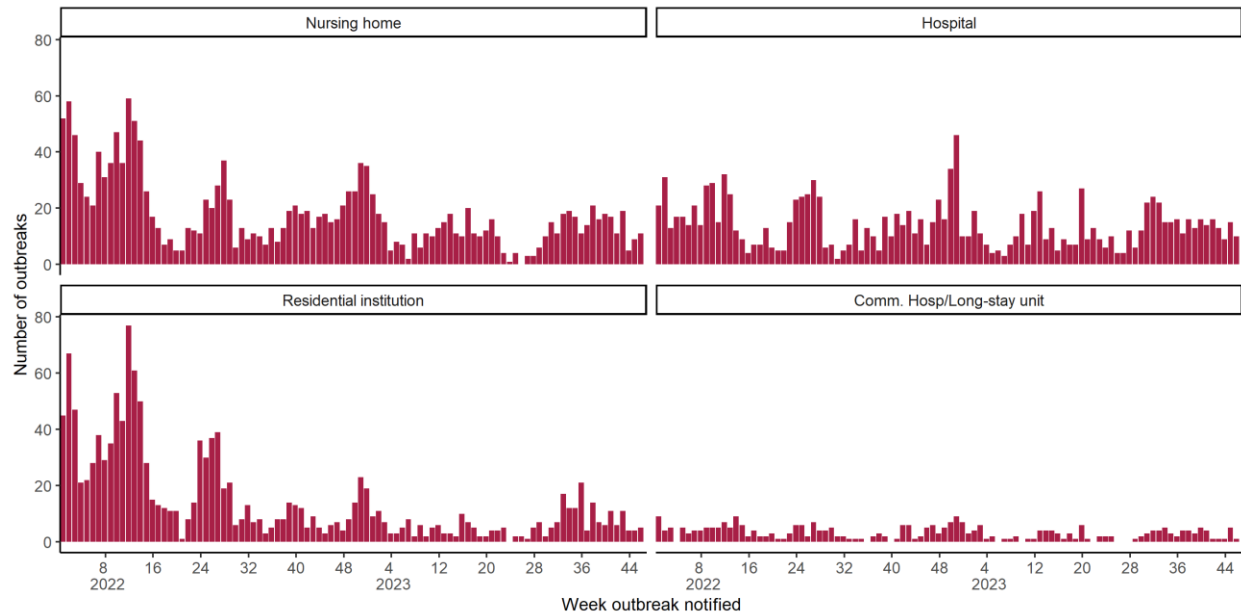 Nursing home
Hospital
80
60
40
20
0
Residential institution
Comm. Hosp/Long-stay unit
80
60
40
20
0
Number of outbreaks
8 16 24 32 40 48 4 12 20 28 36 44
2022 2023
8 16 24 32 40 48 4 12 20 28 36 44
2022 2023
Week outbreak notified